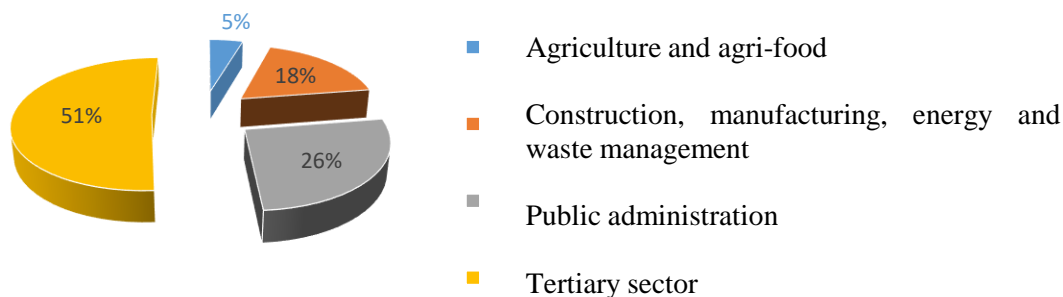 5%
18%
51%
26%
Agriculture and agri-food
Construction, manufacturing, energy and
waste management
Public administration
Tertiary sector